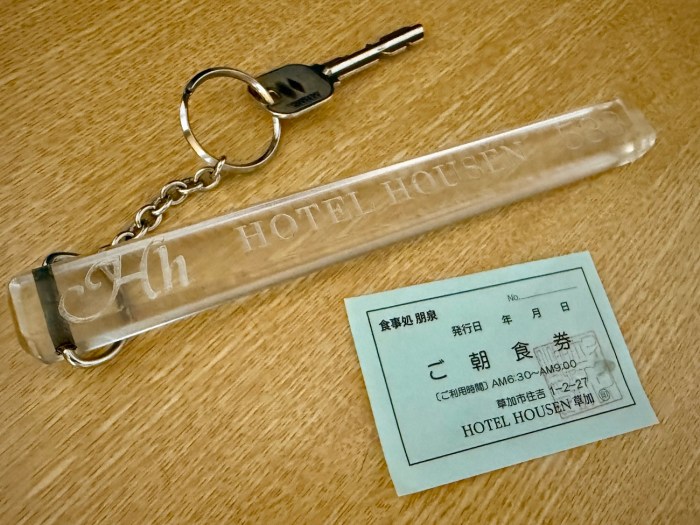 Hh HOTEL HOUSEN
No.
食事処 朋泉
発行日 年 月 日
ご朝食券
〔ご利用時間〕AM6:30〜AM9:00
草加市住吉 1-2-27
HOTEL HOUSEN 草加